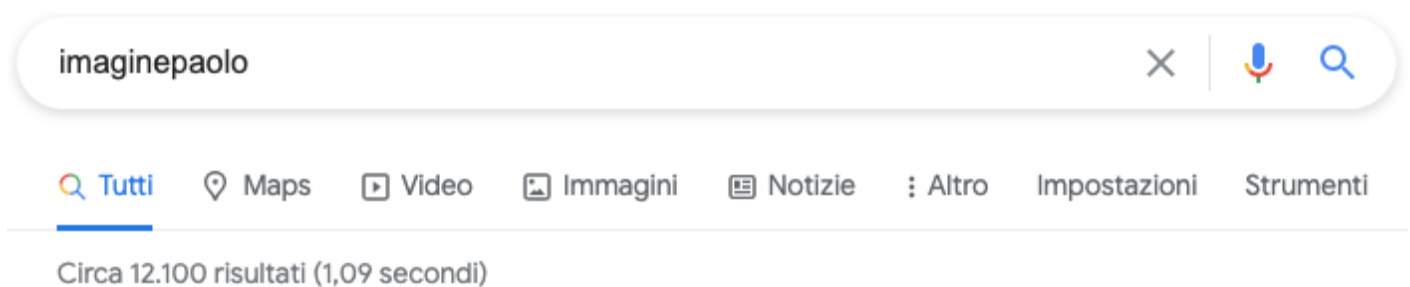 imaginepaolo
Tutti Maps Video Immagini Notizie Altro Impostazioni Strumenti
Circa 12.100 risultati (1,09 secondi)